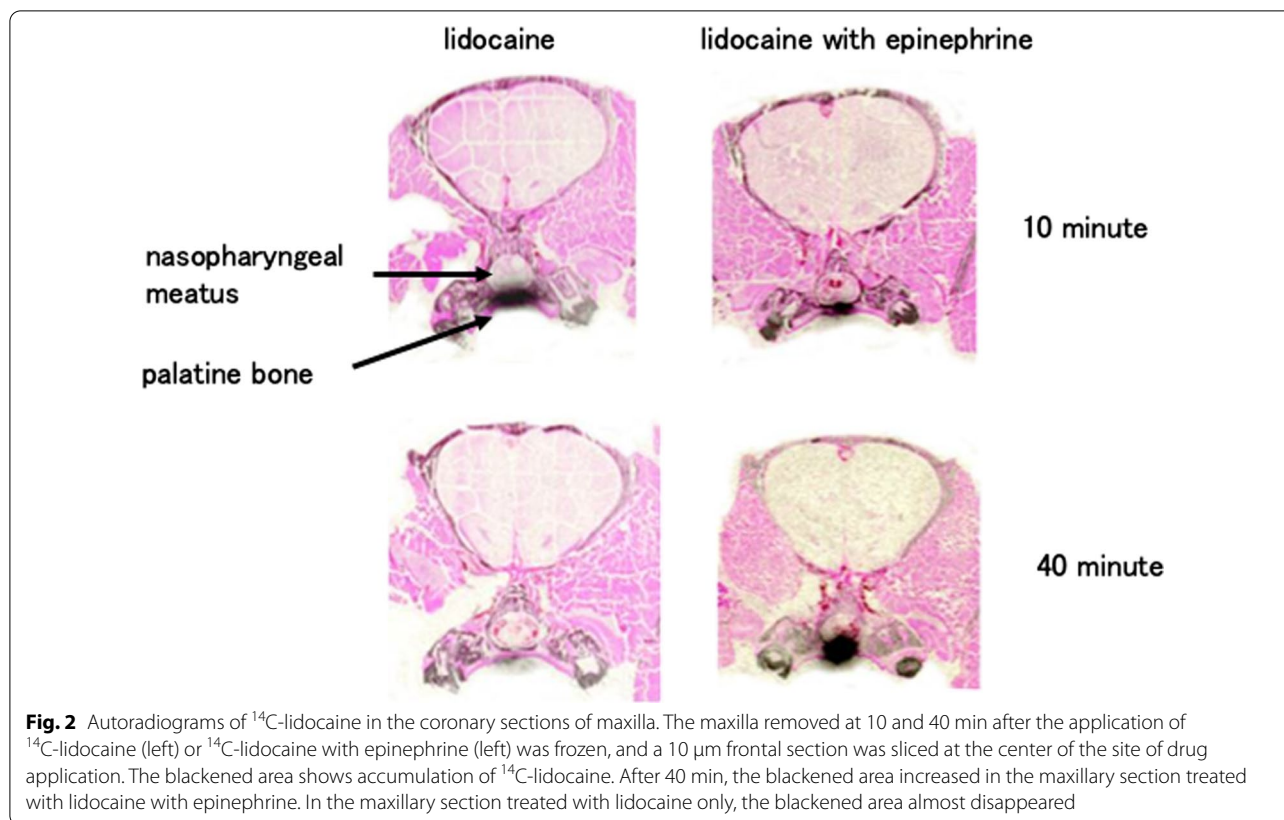 lidocaine
lidocaine with epinephrine
10 minute
nasopharyngeal
meatus
palatine bone
40 minute
Fig. 2 Autoradiograms of ¹⁴C-lidocaine in the coronary sections of maxilla. The maxilla removed at 10 and 40 min after the application of
¹⁴C-lidocaine (left) or ¹⁴C-lidocaine with epinephrine (left) was frozen, and a 10 μm frontal section was sliced at the center of the site of drug
application. The blackened area shows accumulation of ¹⁴C-lidocaine. After 40 min, the blackened area increased in the maxillary section treated
with lidocaine with epinephrine. In the maxillary section treated with lidocaine only, the blackened area almost disappeared